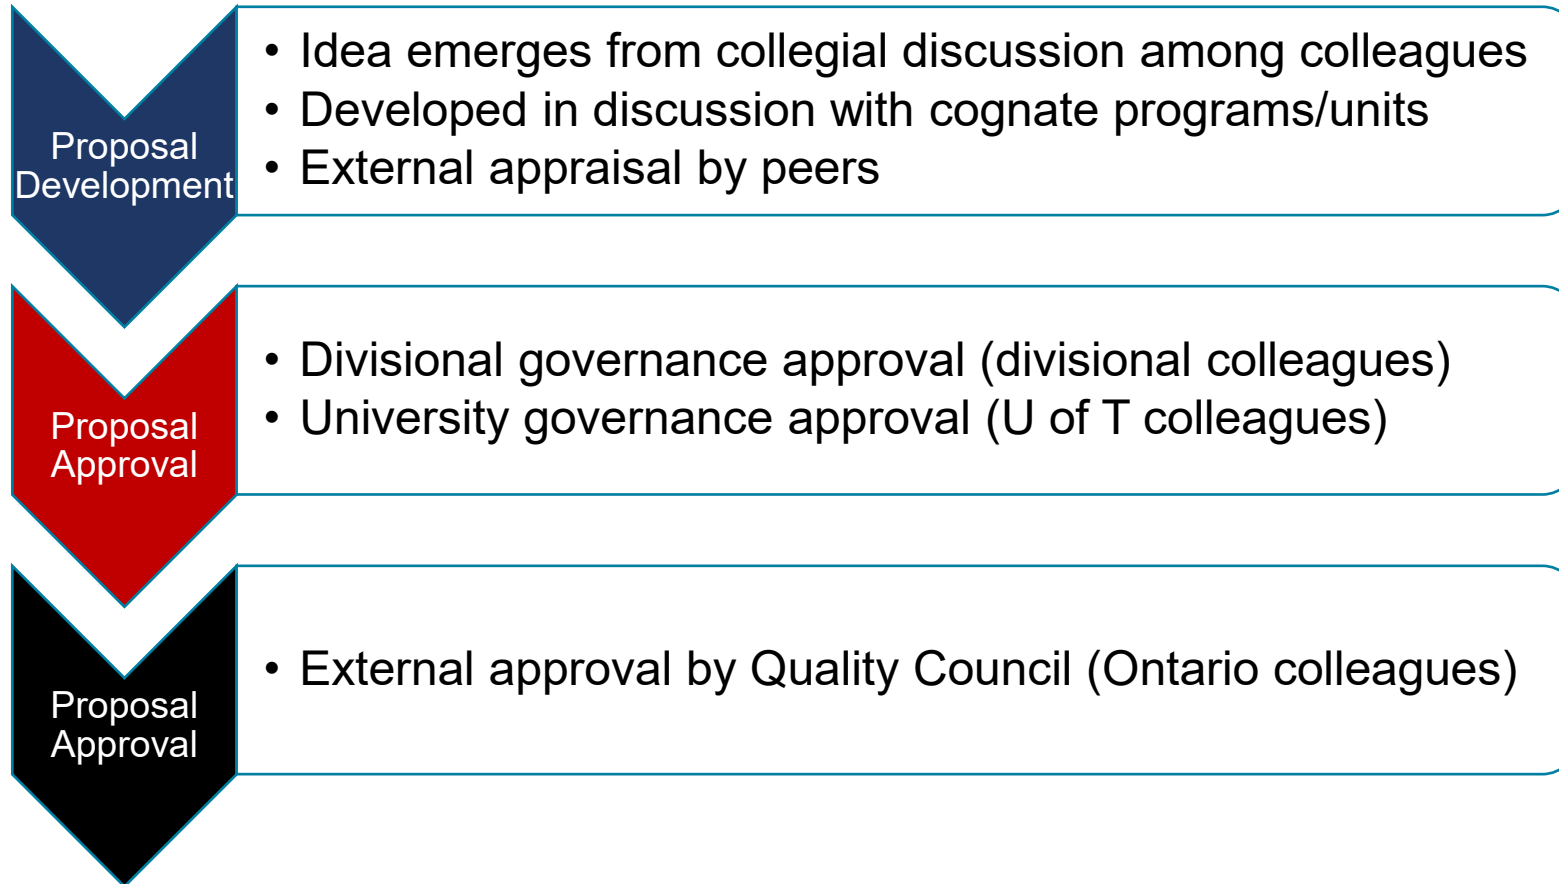 Proposal
Development
• Idea emerges from collegial discussion among colleagues
• Developed in discussion with cognate programs/units
• External appraisal by peers
Proposal
Approval
• Divisional governance approval (divisional colleagues)
• University governance approval (U of T colleagues)
Proposal
Approval
• External approval by Quality Council (Ontario colleagues)